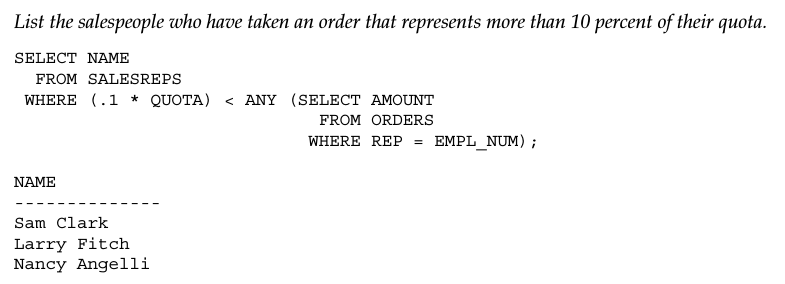 List the salespeople who have taken an order that represents more than 10 percent of their quota.
SELECT NAME
FROM SALESREPS
WHERE (.1 * QUOTA) < ANY (SELECT AMOUNT
FROM ORDERS
WHERE REP = EMPL_NUM);
NAME
--------------
Sam Clark
Larry Fitch
Nancy Angelli